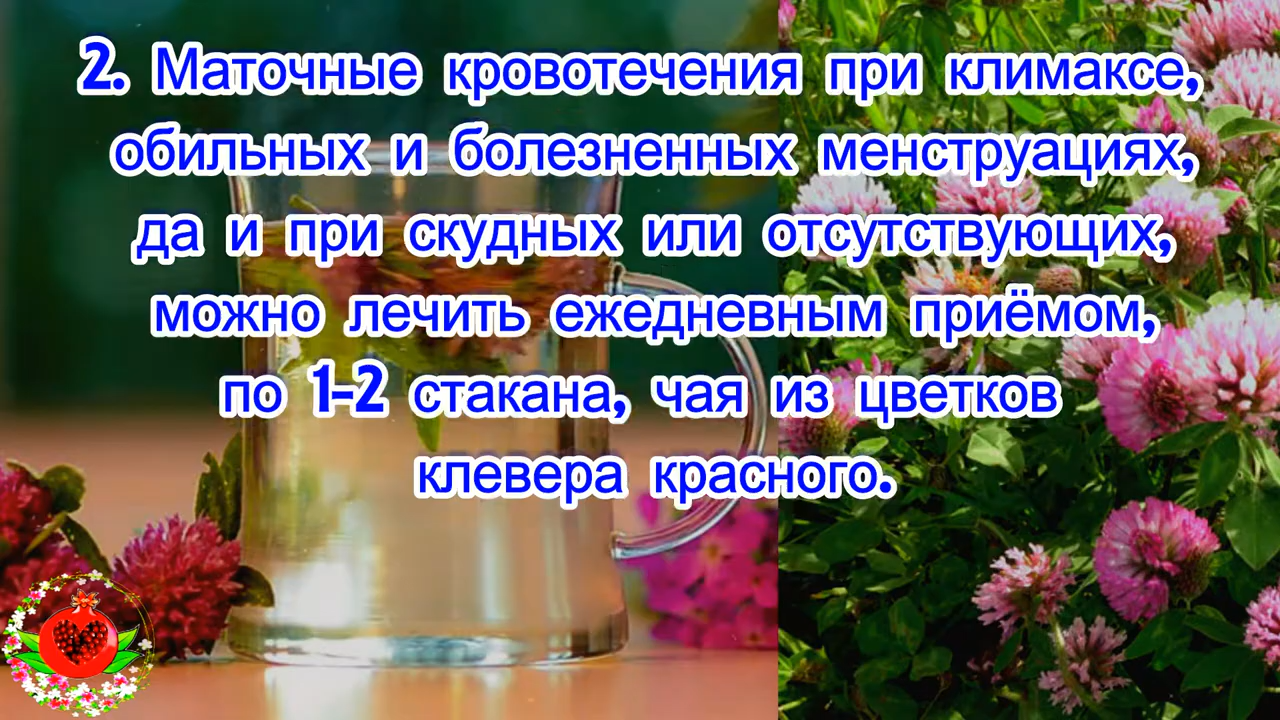 2. Маточные кровотечения при климаксе,
обильных и болезненных менструациях,
да и при скудных или отсутствующих,
можно лечить ежедневным приёмом,
по 1-2 стакана, чая из цветков
клевера красного.